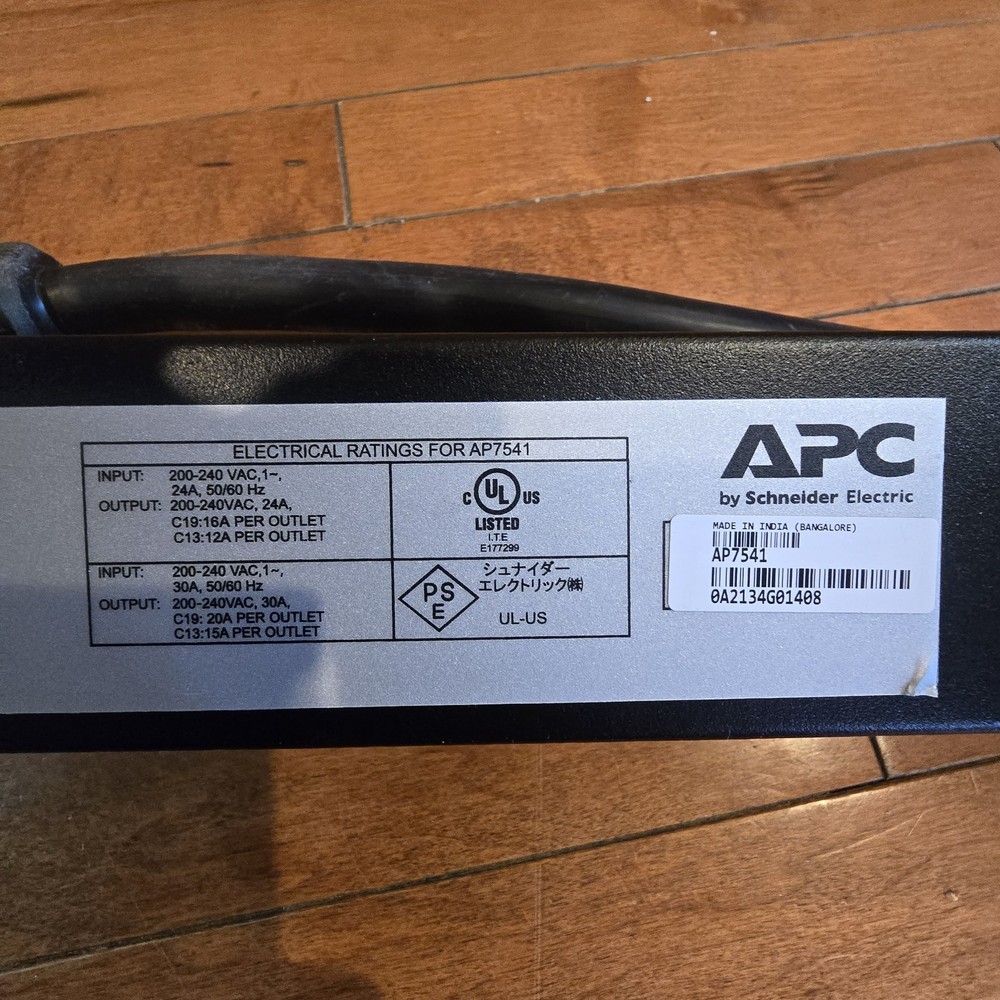 ELECTRICAL RATINGS FOR AP7541
INPUT: 200-240 VAC,1~,
24A, 50/60 Hz
OUTPUT: 200-240VAC, 24A,
C19:16A PER OUTLET
C13:12A PER OUTLET
C UL US
LISTED
I.T.E
E177299
INPUT: 200-240 VAC,1~,
30A, 50/60 Hz
OUTPUT: 200-240VAC, 30A,
C19: 20A PER OUTLET
C13:15A PER OUTLET
PS
E
シュナイダー
エレクトリック㈱
UL-US
APC
by Schneider Electric
MADE IN INDIA (BANGALORE)
AP7541
0A2134G01408